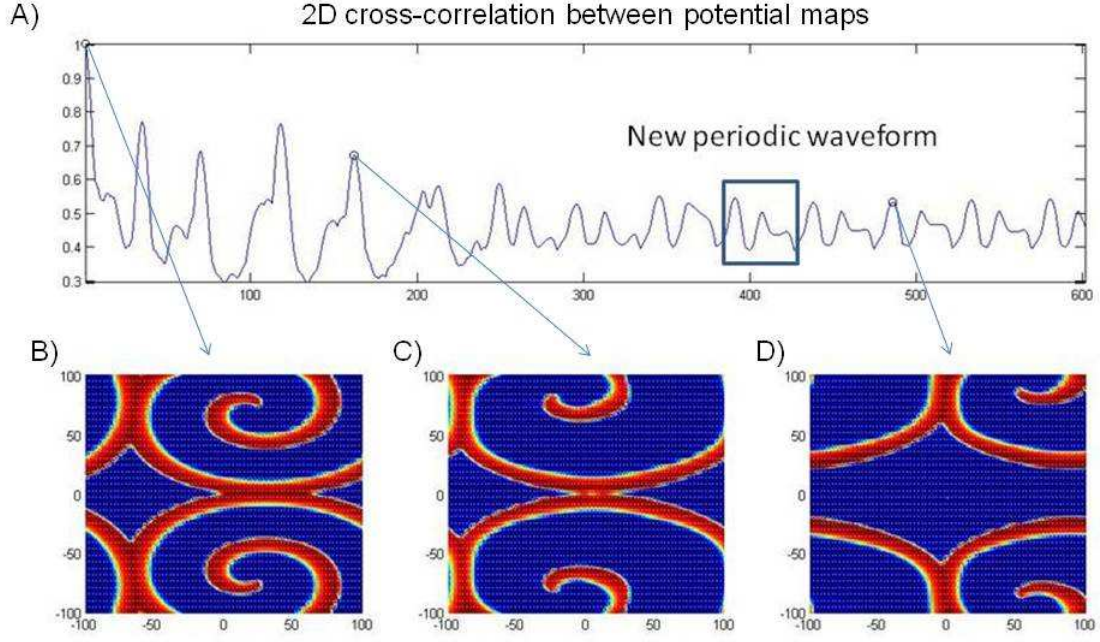 A)
2D cross-correlation between potential maps
1
0.9
0.8
0.7
0.6
0.5
0.4
0.3
New periodic waveform
100 200 300 400 500 600
B)
C)
D)
100 100 100
50 50 50
0 0 0
-50 -50 -50
-100 -100 -100
-100 -50 0 50 100 -100 -50 0 50 100 -100 -50 0 50 100